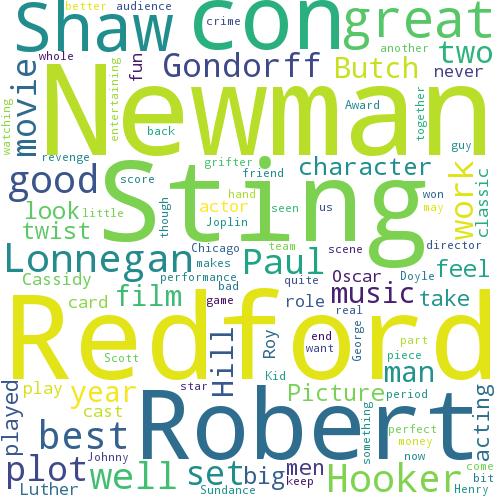 better audience
crime
Shaw con great
whole
another two
movie fun Gondorff Butch never
entertaining
watching
Newman
Award together
back guy
revenge grifter
friend character
score Sting
good hand
actor work classic
look little though seen us won
twist Joplin may
team scene director
Lonnegan Chicago Paul feel
makes
Cassidy performance quite Oscar Doyle
bad music take
card film game role real
Redford
Hill Roy end George part
want man
Scott piece
star Kid Picture period
played play year cast Robert acting
something perfect
money
best now
Johnny
plot well set big men Hooker come
keep bit
Luther Sundance Henry